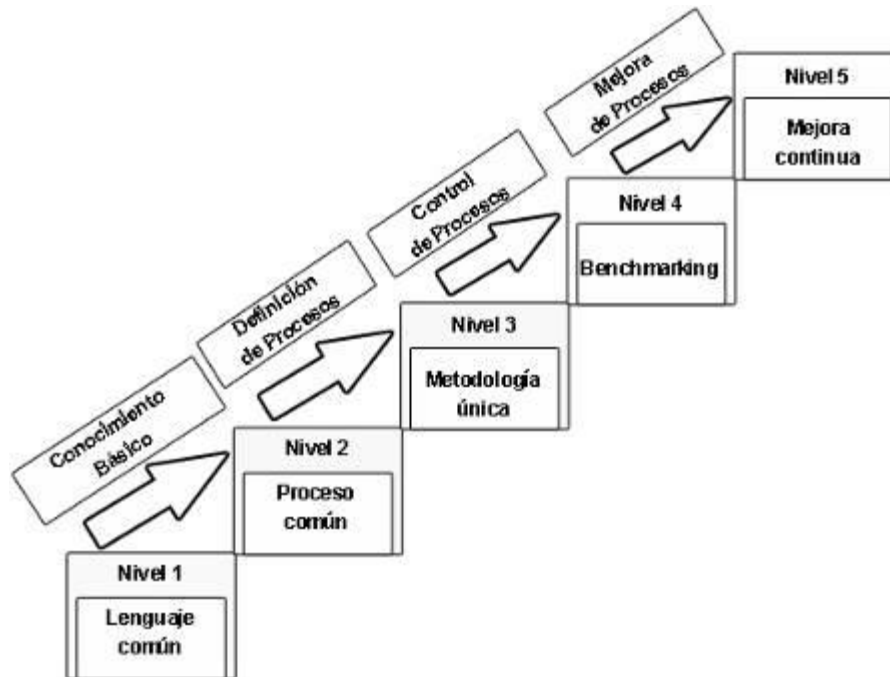 Mejora
de Procesos
Nivel 5
Mejora
continua
Control
de Procesos
Nivel 4
Benchmarking
Definición
de Procesos
Nivel 3
Metodología
única
Conocimiento
Básico
Nivel 2
Proceso
común
Nivel 1
Lenguaje
común